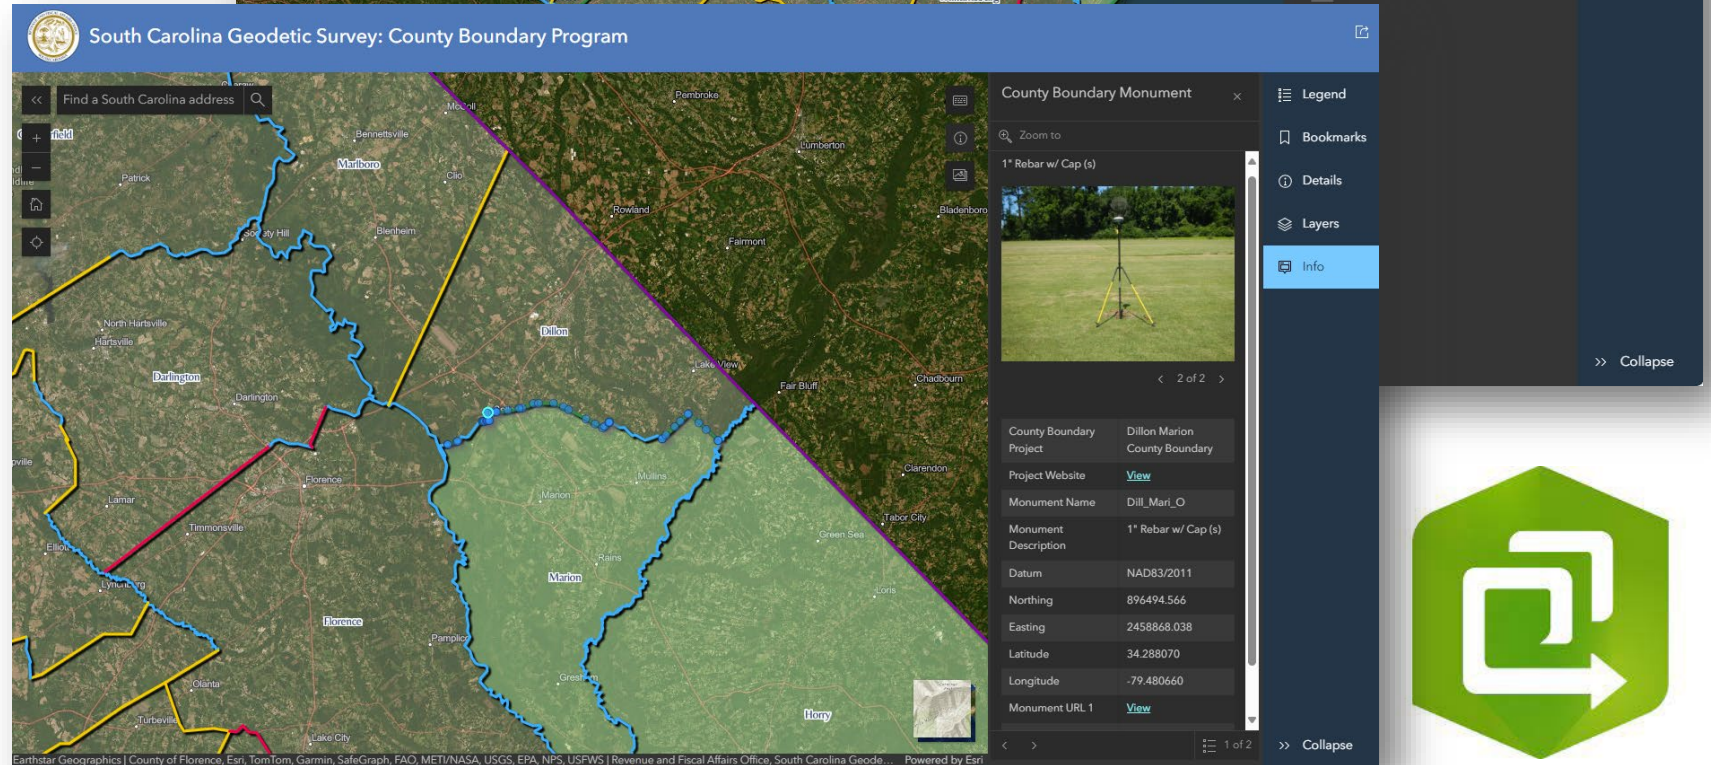 South Carolina Geodetic Survey: County Boundary Program
Find a South Carolina address
McColl
Pembroke
Bennettsville
Lumberton
Marlboro
Clio
Patrick
Rowland
Bladenboro
Society Hill
Blenheim
Fairmont
North Hartsville
Hartsville
Dillon
Lake View
Darlington
Fair Bluff
Chadbourn
Darlington
Clarendon
Florence
Mullins
Marion
Lamar
Tabor City
Timmonsville
Green Sea
Elliott
Rains
Marion
Lynchburg
Loris
Florence
Pamplico
Gresham
Olanta
Horry
Turbeville
Lake City
Earthstar Geographics | County of Florence, Esri, TomTom, Garmin, SafeGraph, FAO, METI/NASA, USGS, EPA, NPS, USFWS | Revenue and Fiscal Affairs Office, South Carolina Geode... Powered by Esri
County Boundary Monument
Zoom to
1" Rebar w/ Cap (s)
2 of 2
County Boundary Project
Dillon Marion County Boundary
Project Website View
Monument Name Dill_Mari_O
Monument Description
1" Rebar w/ Cap (s)
Datum NAD83/2011
Northing 896494.566
Easting 2458868.038
Latitude 34.288070
Longitude -79.480660
Monument URL 1 View
1 of 2
Legend
Bookmarks
Details
Layers
Info
Collapse
Collapse